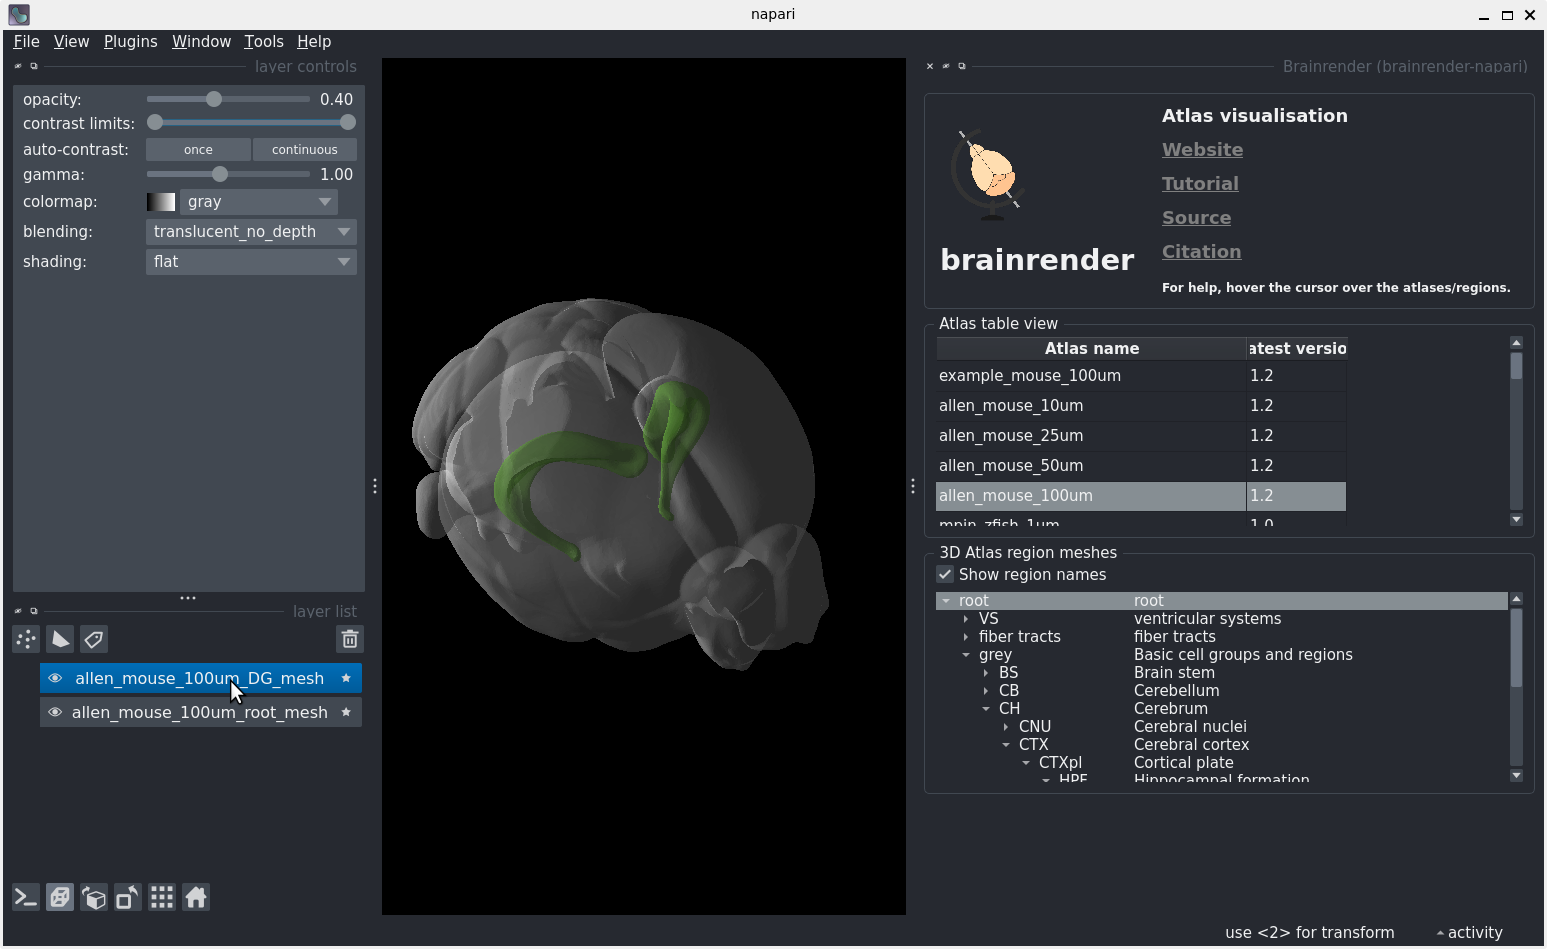 napari
File View Plugins Window Tools Help
layer controls
opacity: 0.40
contrast limits:
auto-contrast: once continuous
gamma: 1.00
colormap: gray
blending: translucent_no_depth
shading: flat
layer list
allen_mouse_100um_DG_mesh
allen_mouse_100um_root_mesh
Brainrender (brainrender-napari)
brainrender
Atlas visualisation
Website
Tutorial
Source
Citation
For help, hover the cursor over the atlases/regions.
Atlas table view
Atlas name atest versio
example_mouse_100um 1.2
allen_mouse_10um 1.2
allen_mouse_25um 1.2
allen_mouse_50um 1.2
allen_mouse_100um 1.2
mpin_zfish_1um 1.0
3D Atlas region meshes
Show region names
root root
VS ventricular systems
fiber tracts fiber tracts
grey Basic cell groups and regions
BS Brain stem
CB Cerebellum
CH Cerebrum
CNU Cerebral nuclei
CTX Cerebral cortex
CTXpl Cortical plate
HPF Hippocampal formation
use <2> for transform activity